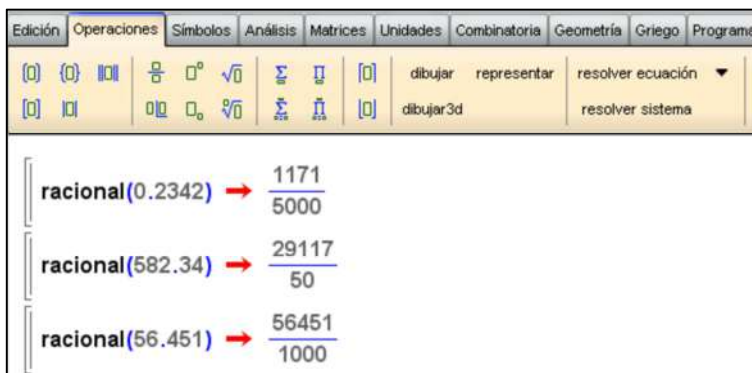 Edición Operaciones Símbolos Análisis Matrices Unidades Combinatoria Geometría Griego Programa
dibujar representar resolver ecuación
dibujar3d resolver sistema
racional(0.2342) → 1171/5000
racional(582.34) → 29117/50
racional(56.451) → 56451/1000